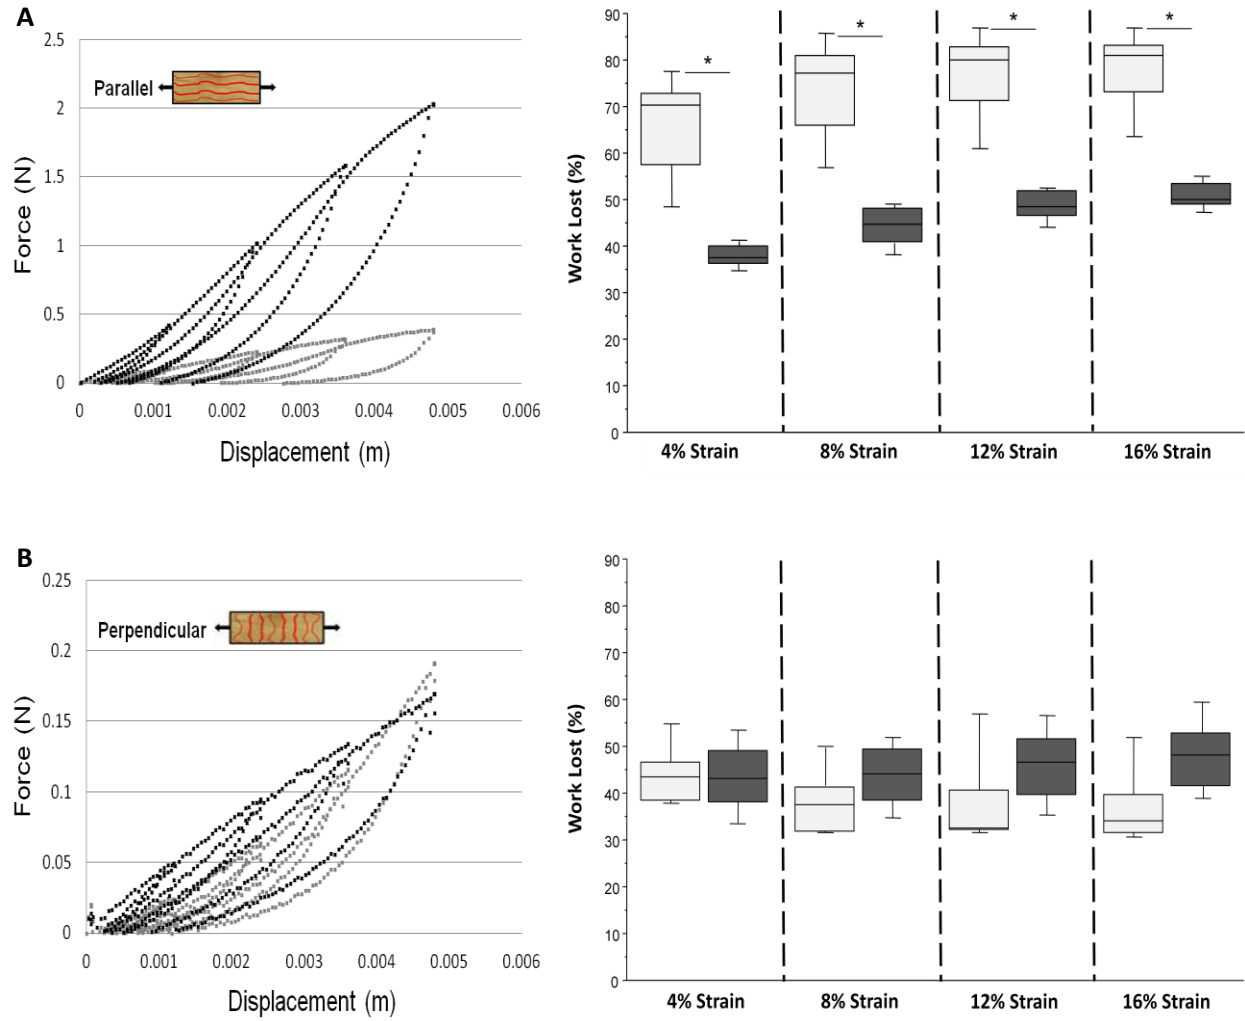 A
2.5
2
1.5
1
0.5
0
Parallel
Force (N)
0 0.001 0.002 0.003 0.004 0.005 0.006
Displacement (m)
90
80
70
60
50
40
30
20
10
0
Work Lost (%)
* * * *
4% Strain 8% Strain 12% Strain 16% Strain
B
0.25
0.2
0.15
0.1
0.05
0
Perpendicular
Force (N)
0 0.001 0.002 0.003 0.004 0.005 0.006
Displacement (m)
90
80
70
60
50
40
30
20
10
0
Work Lost (%)
4% Strain 8% Strain 12% Strain 16% Strain